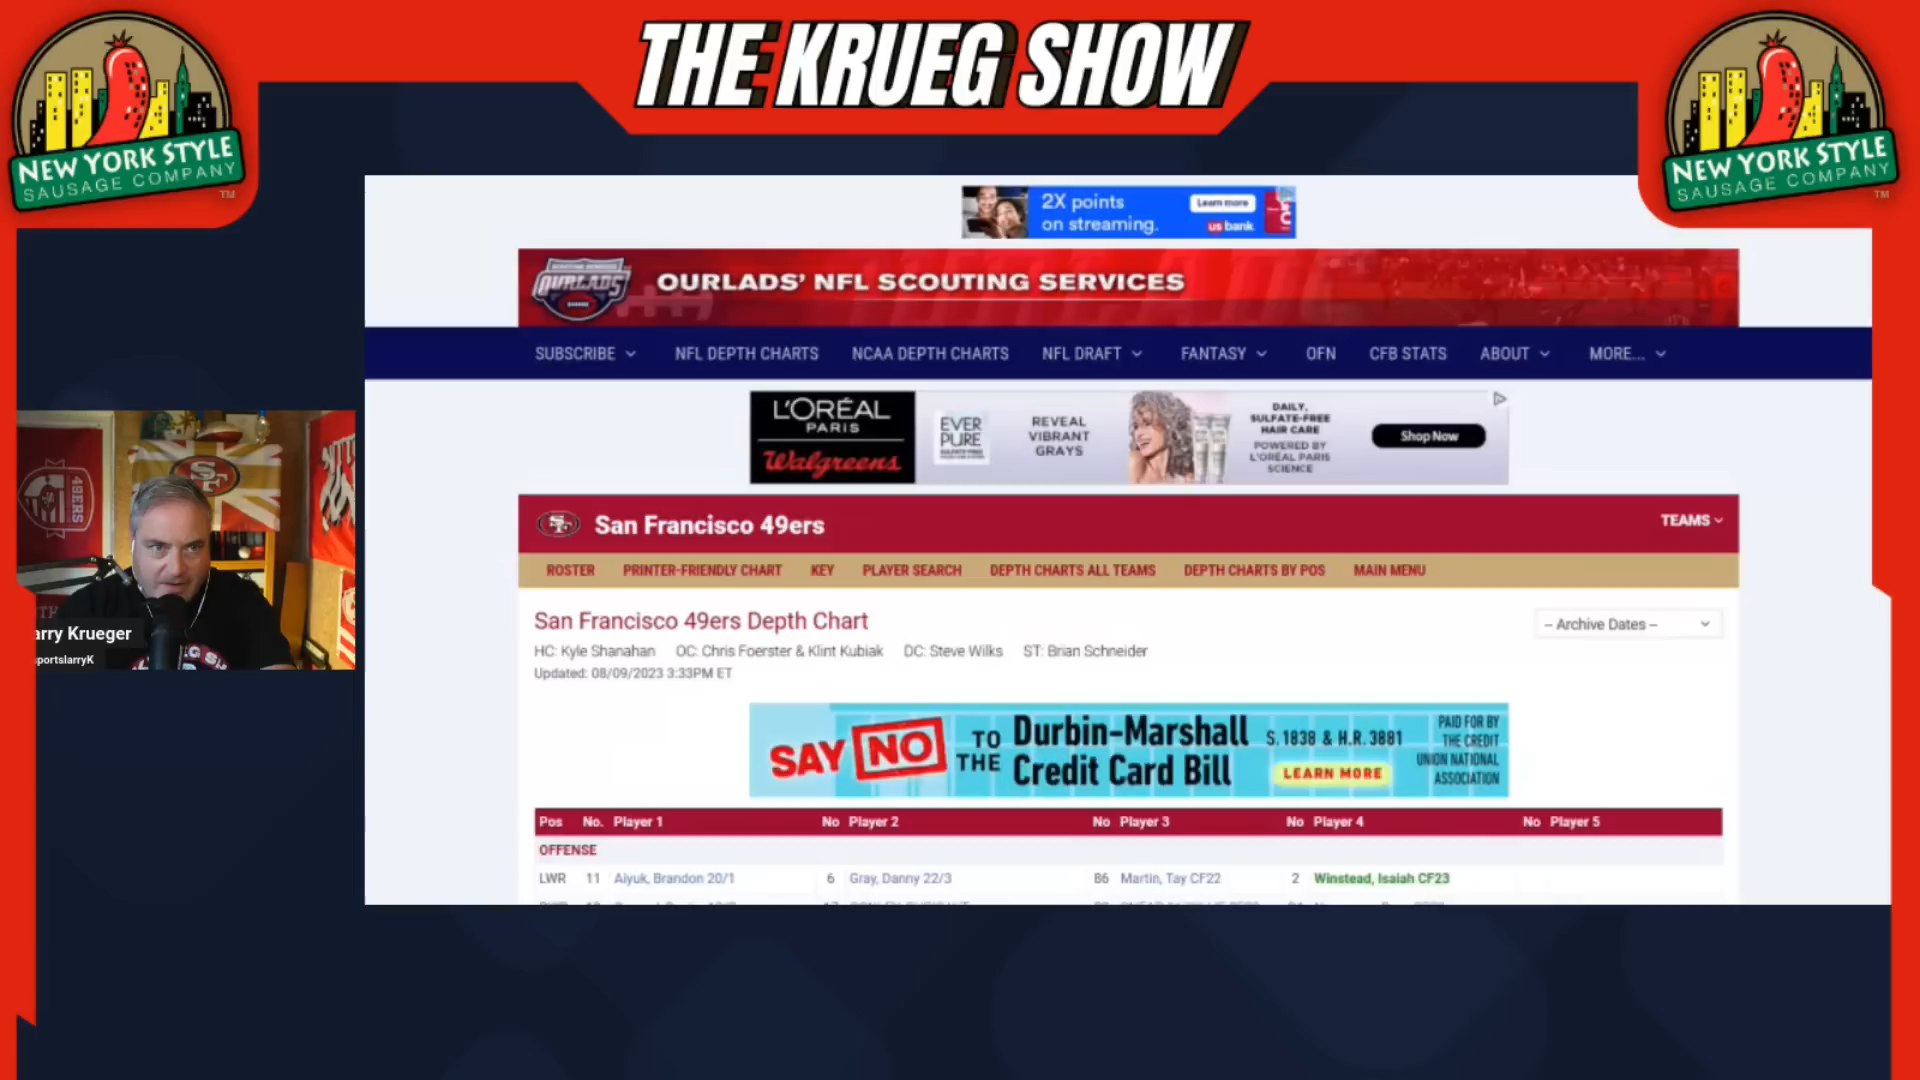 THE KRUEG SHOW
NEW YORK STYLE
SAUSAGE COMPANY
TM
NEW YORK STYLE
SAUSAGE COMPANY
TM
2X points
on streaming.
Learn more
us bank
OURLADS
OURLADS' NFL SCOUTING SERVICES
SUBSCRIBE NFL DEPTH CHARTS NCAA DEPTH CHARTS NFL DRAFT FANTASY OFN CFB STATS ABOUT MORE...
L'ORÉAL
PARIS
Walgreens
EVER
PURE
REVEAL
VIBRANT
GRAYS
DAILY,
SULFATE-FREE
HAIR CARE
POWERED BY
L'ORÉAL PARIS
SCIENCE
Shop Now
SF
49ERS
arry Krueger
portslarryK
SF San Francisco 49ers
TEAMS
ROSTER PRINTER-FRIENDLY CHART KEY PLAYER SEARCH DEPTH CHARTS ALL TEAMS DEPTH CHARTS BY POS MAIN MENU
San Francisco 49ers Depth Chart
-- Archive Dates --
HC: Kyle Shanahan OC: Chris Foerster & Klint Kubiak DC: Steve Wilks ST: Brian Schneider
Updated: 08/09/2023 3:33PM ET
SAY NO TO THE Durbin-Marshall Credit Card Bill
S.1838 & H.R.3881
LEARN MORE
PAID FOR BY
THE CREDIT
UNION NATIONAL
ASSOCIATION
Pos No. Player 1 No Player 2 No Player 3 No Player 4 No Player 5
OFFENSE
LWR 11 Aiyuk, Brandon 20/1 6 Gray, Danny 22/3 86 Martin, Tay CF22 2 Winstead, Isaiah CF23